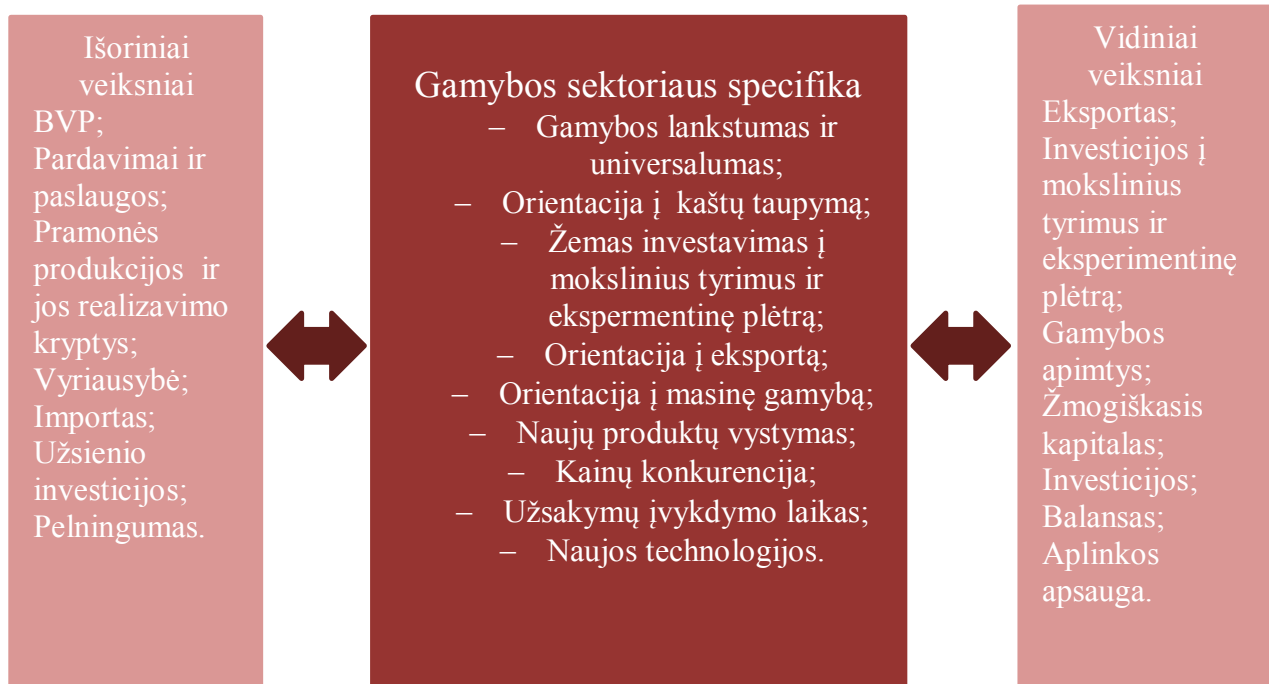 Išoriniai
veiksniai
BVP;
Pardavimai ir
paslaugos;
Pramonės
produkcijos ir
jos realizavimo
kryptys;
Vyriausybė;
Importas;
Užsienio
investicijos;
Pelningumas.
Gamybos sektoriaus specifika
– Gamybos lankstumas ir
universalumas;
– Orientacija į kaštų taupymą;
– Žemas investavimas į
mokslinius tyrimus ir
ekspermentinę plėtrą;
– Orientacija į eksportą;
– Orientacija į masinę gamybą;
– Naujų produktų vystymas;
– Kainų konkurencija;
– Užsakymų įvykdymo laikas;
– Naujos technologijos.
Vidiniai
veiksniai
Eksportas;
Investicijos į
mokslinius
tyrimus ir
eksperimentinę
plėtrą;
Gamybos
apimtys;
Žmogiškasis
kapitalas;
Investicijos;
Balansas;
Aplinkos
apsauga.